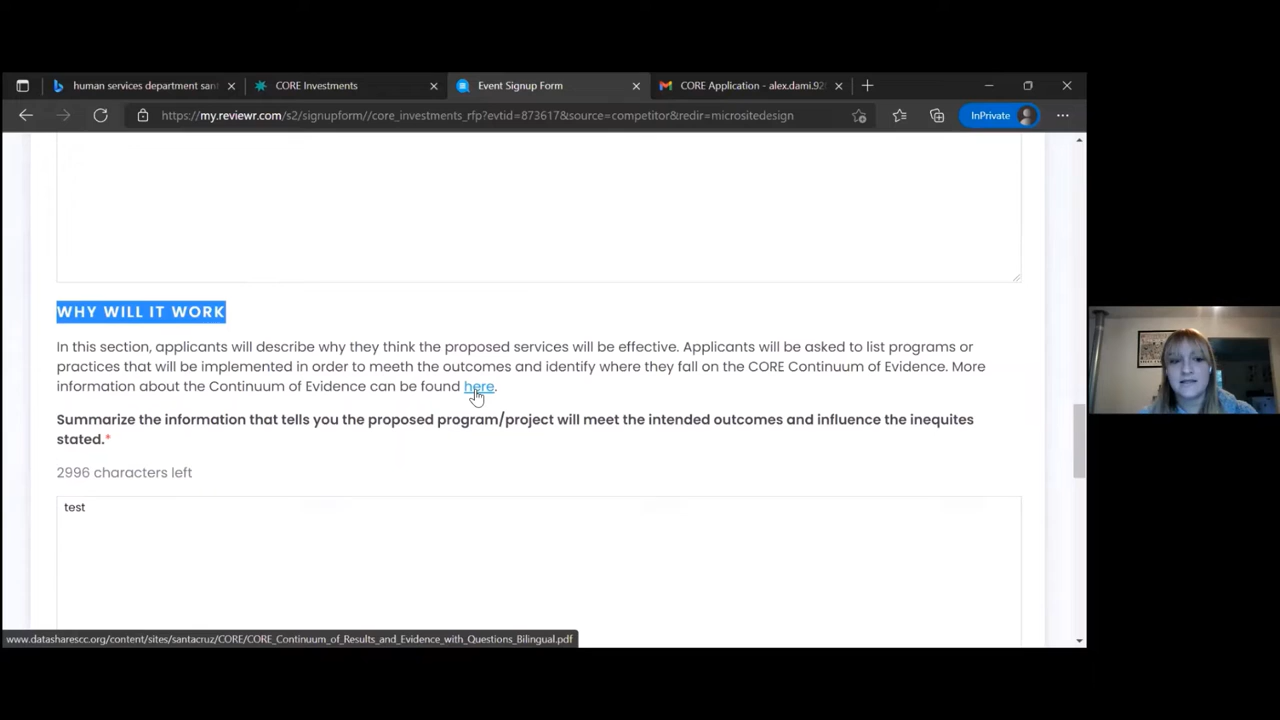 human services department sant
CORE Investments
Event Signup Form
CORE Application - alex.dami.92
https://my.reviewr.com/s2/signupform//core_investments_rfp?evtid=873617&source=competitor&redir=micrositedesign
InPrivate
WHY WILL IT WORK
In this section, applicants will describe why they think the proposed services will be effective. Applicants will be asked to list programs or
practices that will be implemented in order to meeth the outcomes and identify where they fall on the CORE Continuum of Evidence. More
information about the Continuum of Evidence can be found here.
Summarize the information that tells you the proposed program/project will meet the intended outcomes and influence the inequites
stated.*
2996 characters left
test
www.datasharescc.org/content/sites/santacruz/CORE/CORE_Continuum_of_Results_and_Evidence_with_Questions_Bilingual.pdf